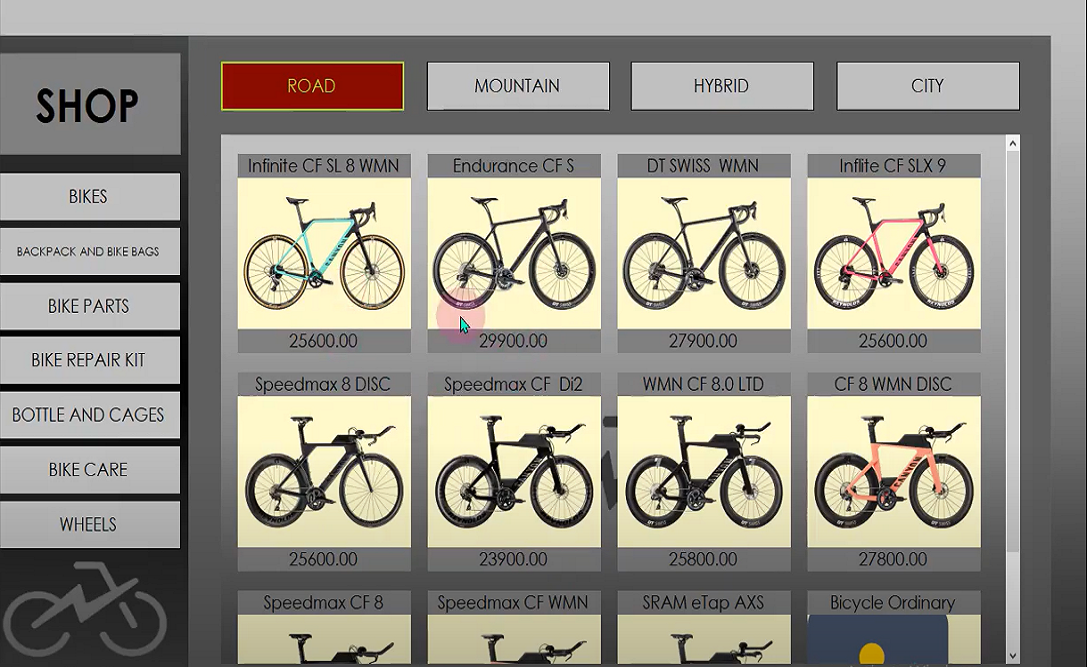 SHOP
BIKES
BACKPACK AND BIKE BAGS
BIKE PARTS
BIKE REPAIR KIT
BOTTLE AND CAGES
BIKE CARE
WHEELS
ROAD MOUNTAIN HYBRID CITY
Infinite CF SL 8 WMN Endurance CF S DT SWISS WMN Inflite CF SLX 9
25600.00 29900.00 27900.00 25600.00
Speedmax 8 DISC Speedmax CF Di2 WMN CF 8.0 LTD CF 8 WMN DISC
25600.00 23900.00 25800.00 27800.00
Speedmax CF 8 Speedmax CF WMN SRAM eTap AXS Bicycle Ordinary